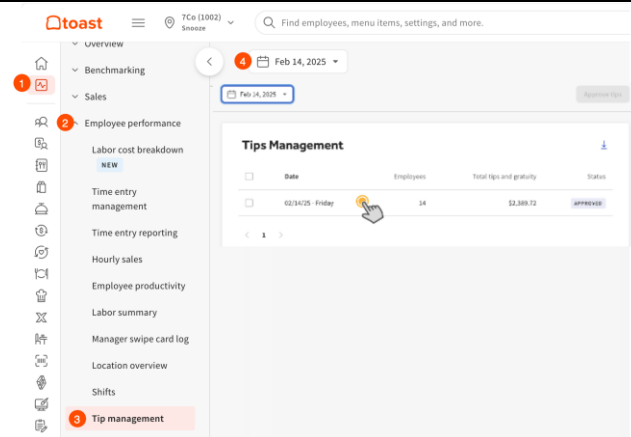 toast
7Co (1002)
Snooze
Find employees, menu items, settings, and more.
Overview
4
Feb 14, 2025
1
Benchmarking
Sales
Feb 14, 2025
Approve tips
2
Employee performance
Labor cost breakdown
NEW
Tips Management
Date
Employees
Total tips and gratuity
Status
02/14/25 - Friday
14
$2,389.72
APPROVED
1
Time entry
management
Time entry reporting
Hourly sales
Employee productivity
Labor summary
Manager swipe card log
Location overview
Shifts
3
Tip management